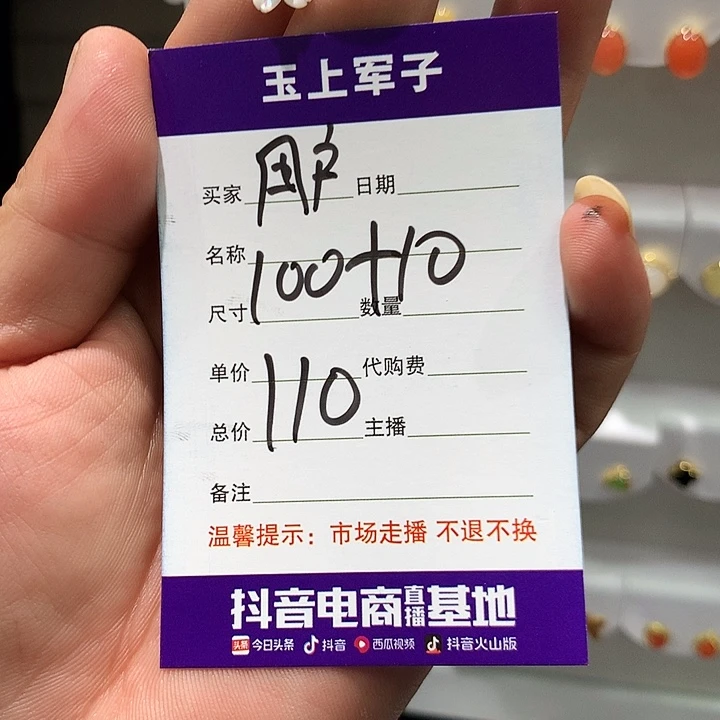 玉上军子
买家 日期
名称
100+10
尺寸 数量
单价 代购费
110
总价 主播
备注
温馨提示：市场走播 不退不换
抖音电商直播基地
头条 今日头条 抖音 西瓜视频 抖音火山版